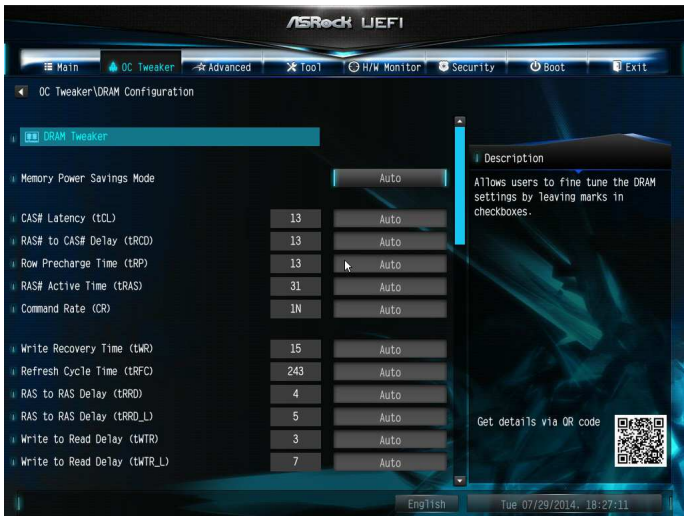 ASRock UEFI
Main OC Tweaker Advanced Tool H/W Monitor Security Boot Exit
OC Tweaker\DRAM Configuration
DRAM Tweaker
Memory Power Savings Mode Auto
CAS# Latency (tCL) 13 Auto
RAS# to CAS# Delay (tRCD) 13 Auto
Row Precharge Time (tRP) 13 Auto
RAS# Active Time (tRAS) 31 Auto
Command Rate (CR) 1N Auto
Write Recovery Time (tWR) 15 Auto
Refresh Cycle Time (tRFC) 243 Auto
RAS to RAS Delay (tRRD) 4 Auto
RAS to RAS Delay (tRRD_L) 5 Auto
Write to Read Delay (tWTR) 3 Auto
Write to Read Delay (tWTR_L) 7 Auto
Description
Allows users to fine tune the DRAM
settings by leaving marks in
checkboxes.
Get details via QR code
English
Tue 07/29/2014. 18:27:11